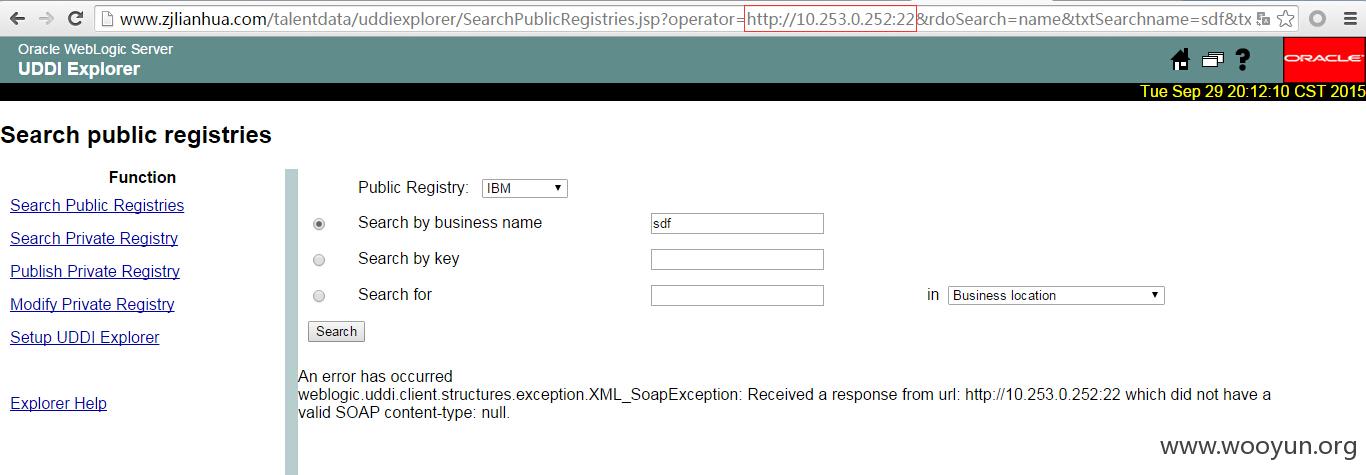 www.zjlianhua.com/talentdata/uddiexplorer/SearchPublicRegistries.jsp?operator=http://10.253.0.252:22&rdoSearch=name&txtSearchname=sdf&tx
Oracle WebLogic Server
UDDI Explorer
ORACLE
Tue Sep 29 20:12:10 CST 2015
Search public registries
Function
Search Public Registries
Search Private Registry
Publish Private Registry
Modify Private Registry
Setup UDDI Explorer
Explorer Help
Public Registry: IBM
Search by business name sdf
Search by key
Search for in Business location
Search
An error has occurred
weblogic.uddi.client.structures.exception.XML_SoapException: Received a response from url: http://10.253.0.252:22 which did not have a
valid SOAP content-type: null.
www.wooyun.org